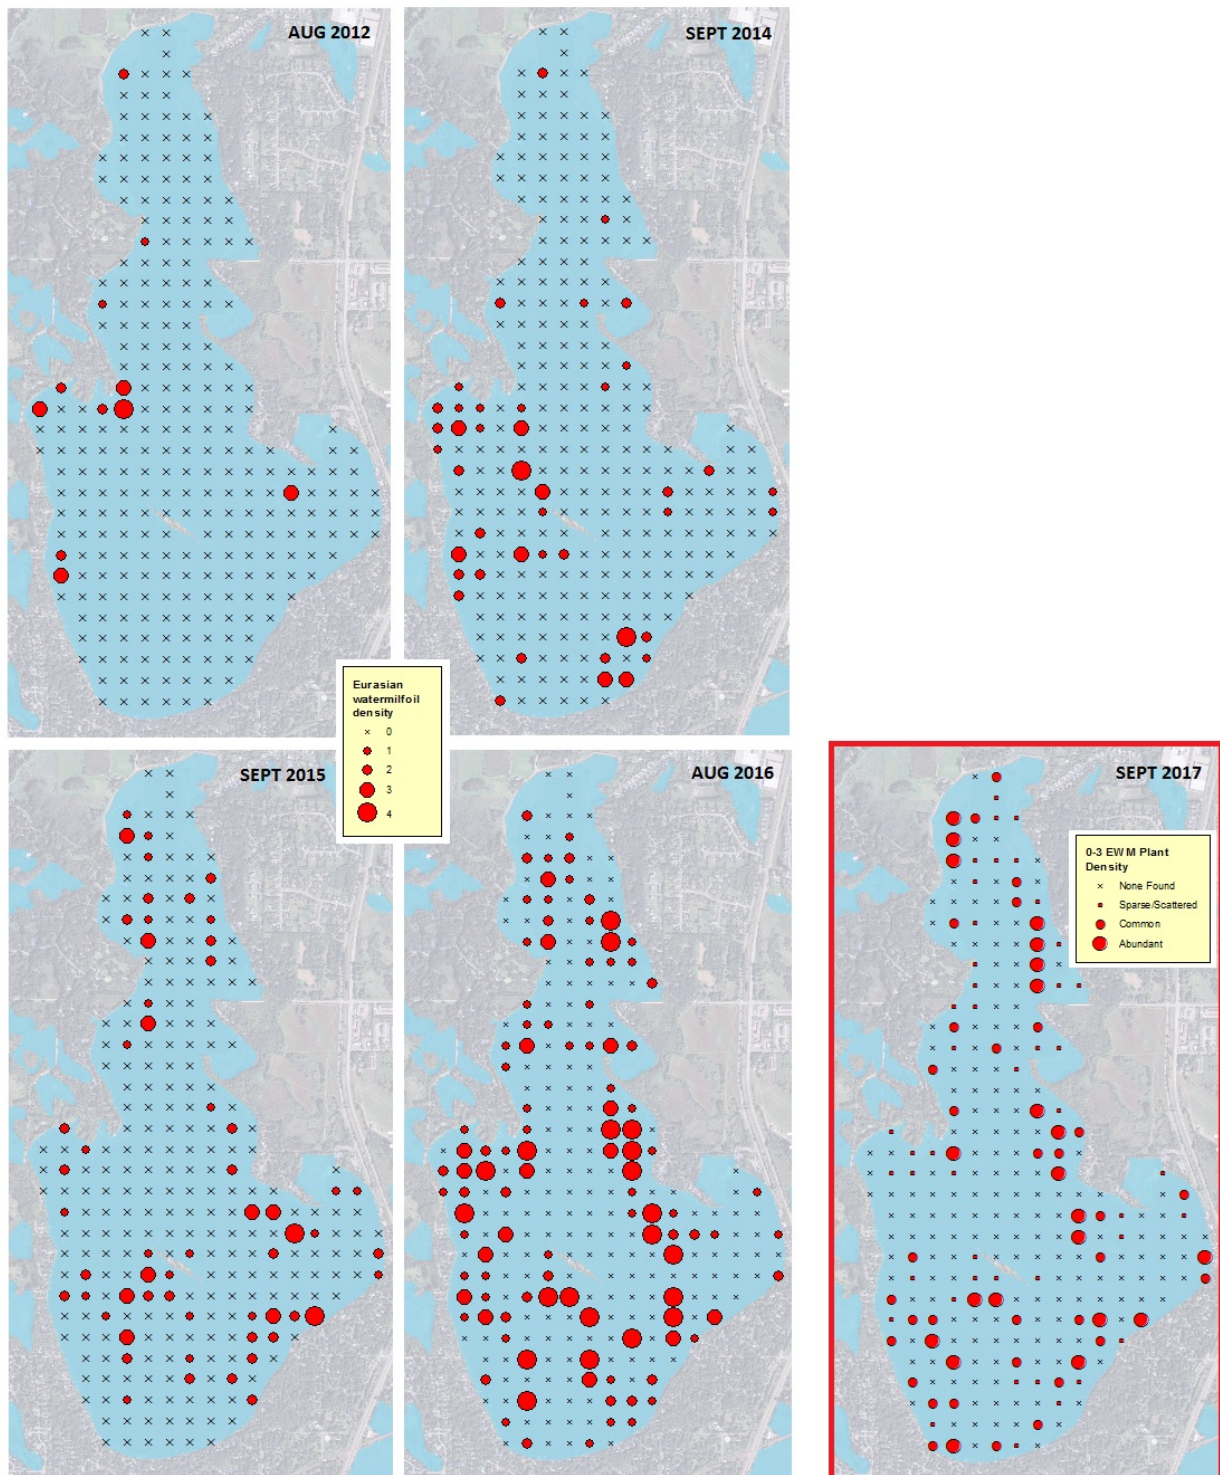 AUG 2012
SEPT 2014
Eurasian
watermilfoil
density
0
1
2
3
4
SEPT 2015
AUG 2016
SEPT 2017
0-3 EWM Plant
Density
None Found
Sparse/Scattered
Common
Abundant